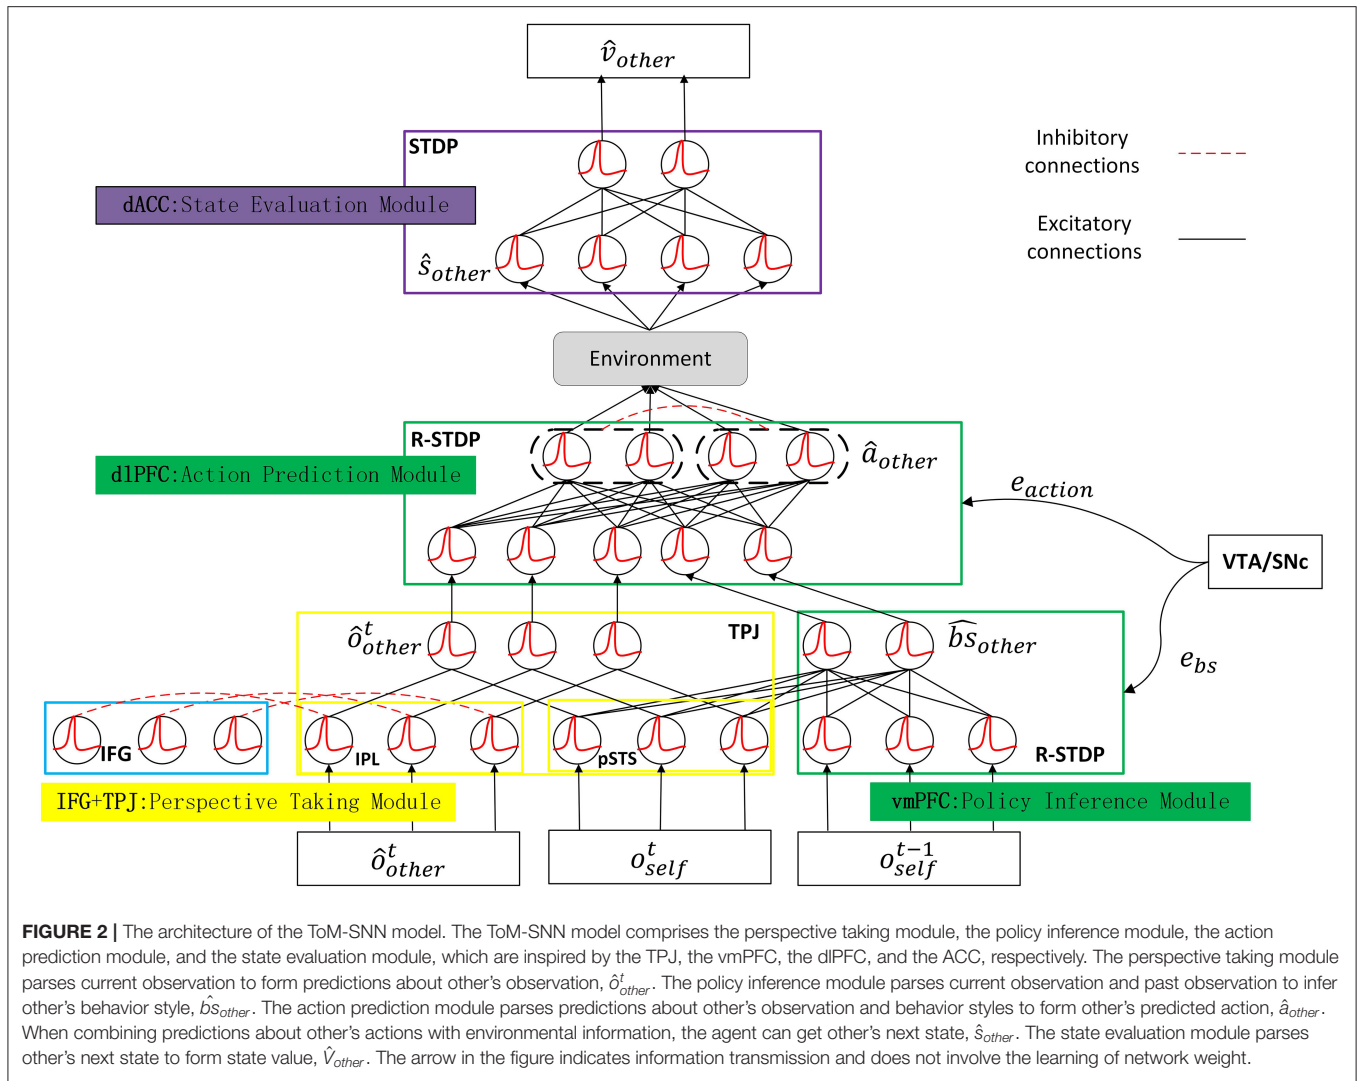 v̂other
STDP
Inhibitory
connections
dACC:State Evaluation Module
Excitatory
connections
ŝother
Environment
R-STDP
âother
dlPFC:Action Prediction Module
eaction
VTA/SNc
ôᵗother
TPJ
b̂sother
ebs
IFG
IPL
pSTS
R-STDP
IFG+TPJ:Perspective Taking Module
vmPFC:Policy Inference Module
ôᵗother
oᵗself
oᵗ⁻¹self
FIGURE 2 | The architecture of the ToM-SNN model. The ToM-SNN model comprises the perspective taking module, the policy inference module, the action
prediction module, and the state evaluation module, which are inspired by the TPJ, the vmPFC, the dlPFC, and the ACC, respectively. The perspective taking module
parses current observation to form predictions about other's observation, ôᵗother. The policy inference module parses current observation and past observation to infer
other's behavior style, b̂sother. The action prediction module parses predictions about other's observation and behavior styles to form other's predicted action, âother.
When combining predictions about other's actions with environmental information, the agent can get other's next state, ŝother. The state evaluation module parses
other's next state to form state value, V̂other. The arrow in the figure indicates information transmission and does not involve the learning of network weight.